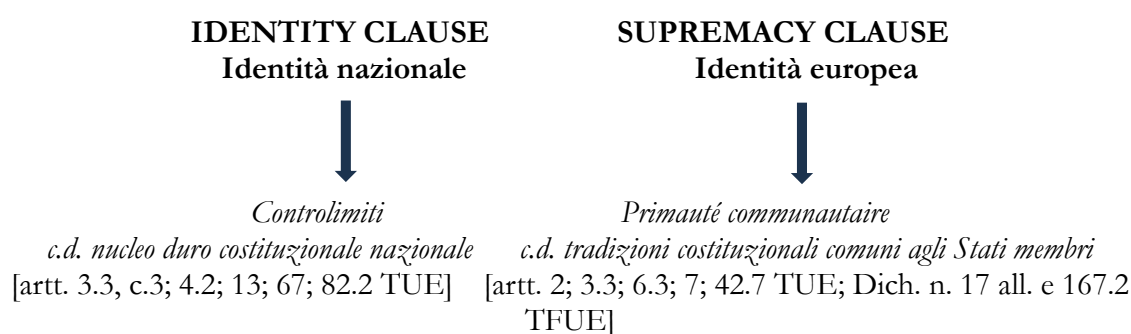 IDENTITY CLAUSE
Identità nazionale
SUPREMACY CLAUSE
Identità europea
Controlimiti
c.d. nucleo duro costituzionale nazionale
[artt. 3.3, c.3; 4.2; 13; 67; 82.2 TUE]
Primauté communautaire
c.d. tradizioni costituzionali comuni agli Stati membri
[artt. 2; 3.3; 6.3; 7; 42.7 TUE; Dich. n. 17 all. e 167.2
TFUE]